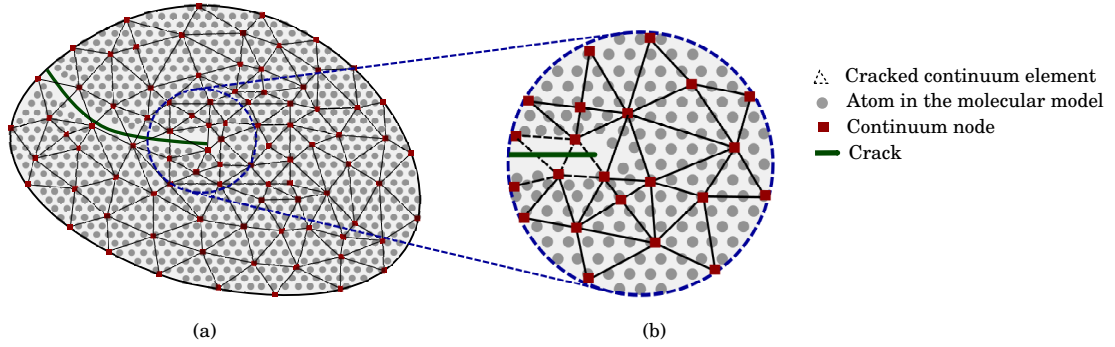 Cracked continuum element
Atom in the molecular model
Continuum node
Crack
(a)
(b)